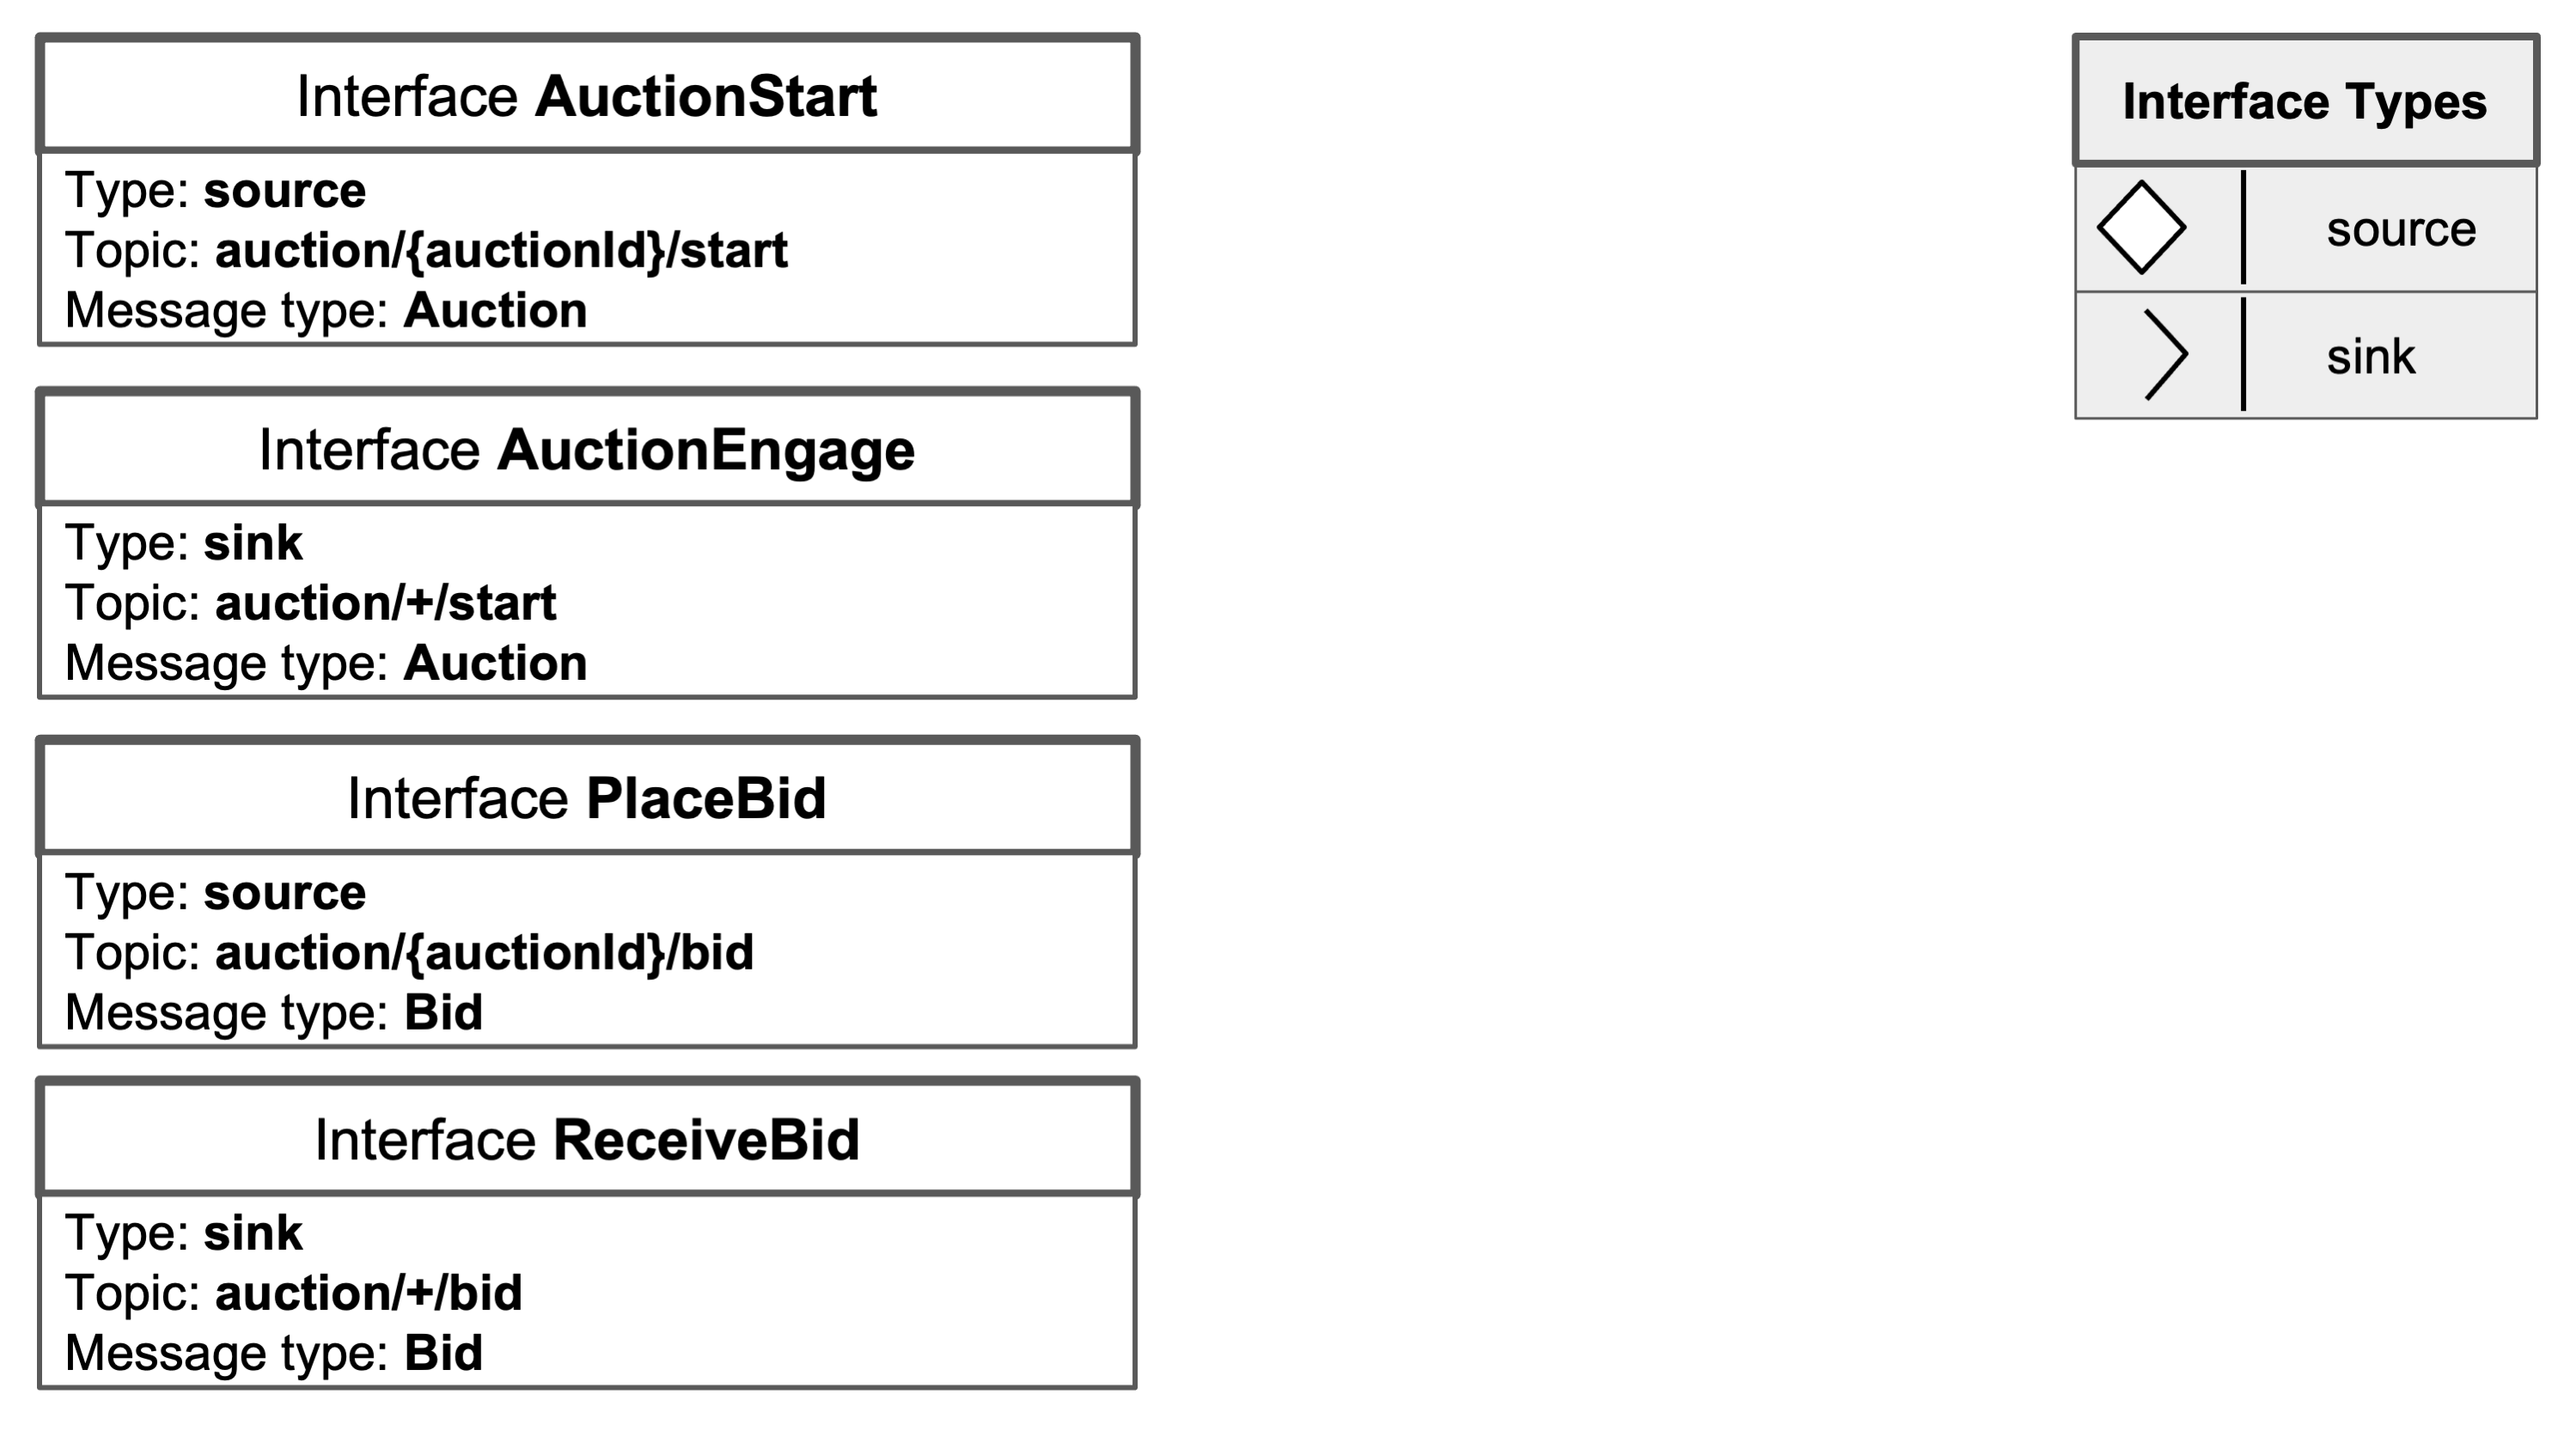 Interface AuctionStart
Type: source
Topic: auction/{auctionId}/start
Message type: Auction
Interface AuctionEngage
Type: sink
Topic: auction/+/start
Message type: Auction
Interface PlaceBid
Type: source
Topic: auction/{auctionId}/bid
Message type: Bid
Interface ReceiveBid
Type: sink
Topic: auction/+/bid
Message type: Bid
Interface Types
source
sink